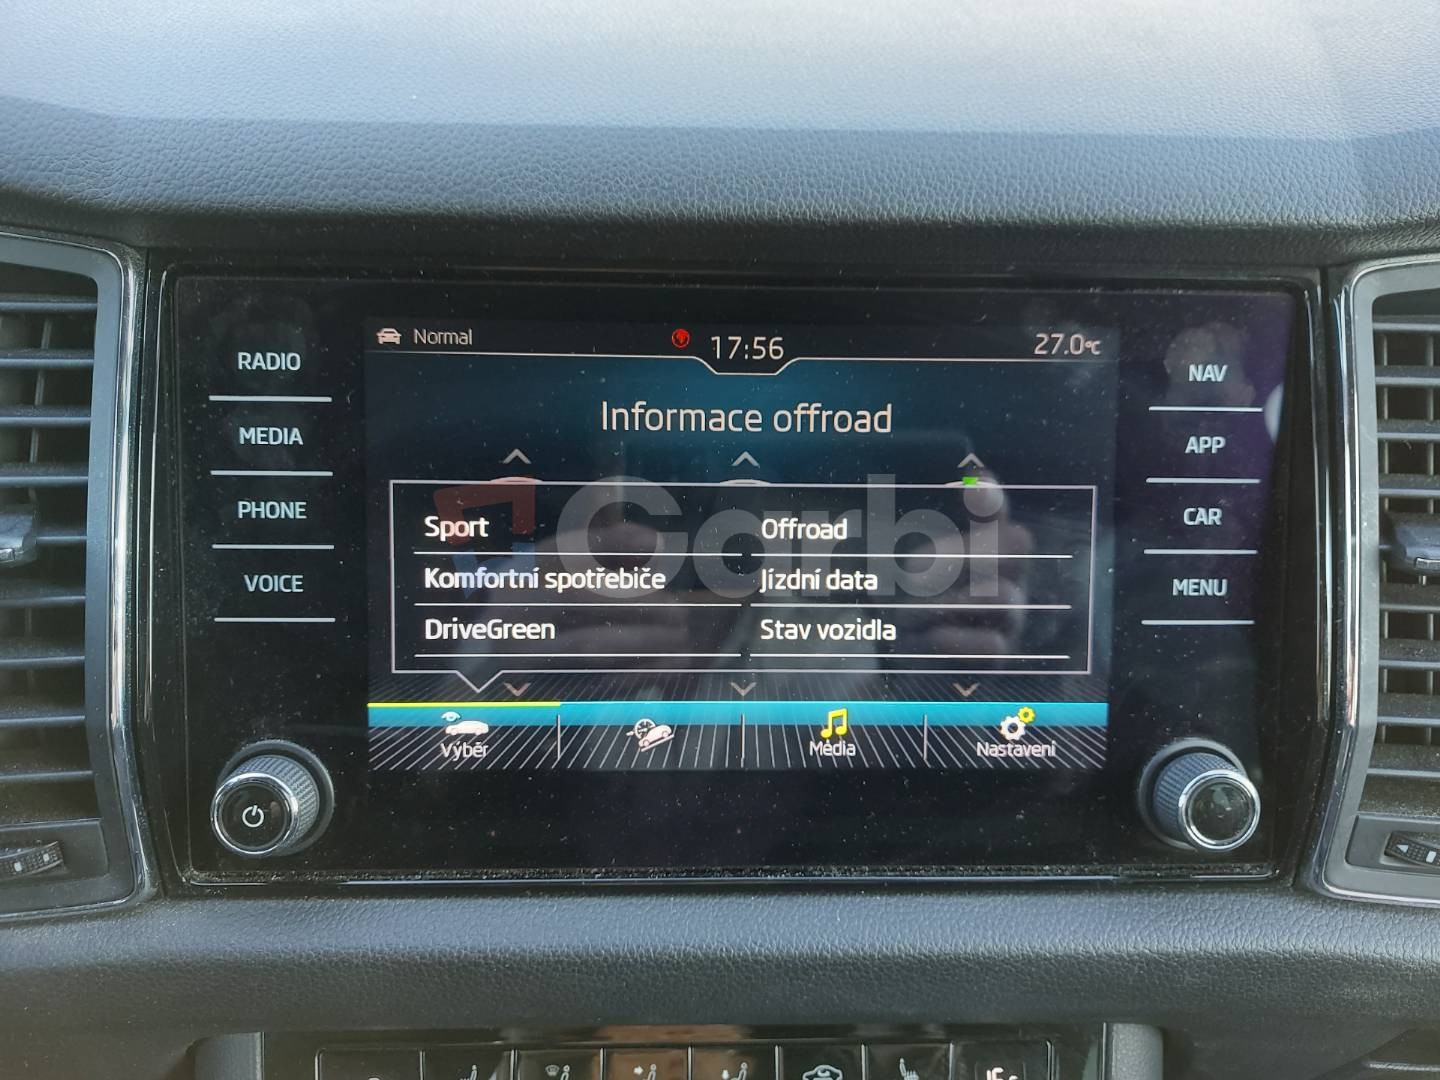 Normal 17:56 27.0°C
RADIO
NAV
Informace offroad
MEDIA
APP
Garbi
PHONE
CAR
Sport Offroad
Komfortní spotřebiče Jízdní data
VOICE
MENU
DriveGreen Stav vozidla
Výběr Média Nastavení